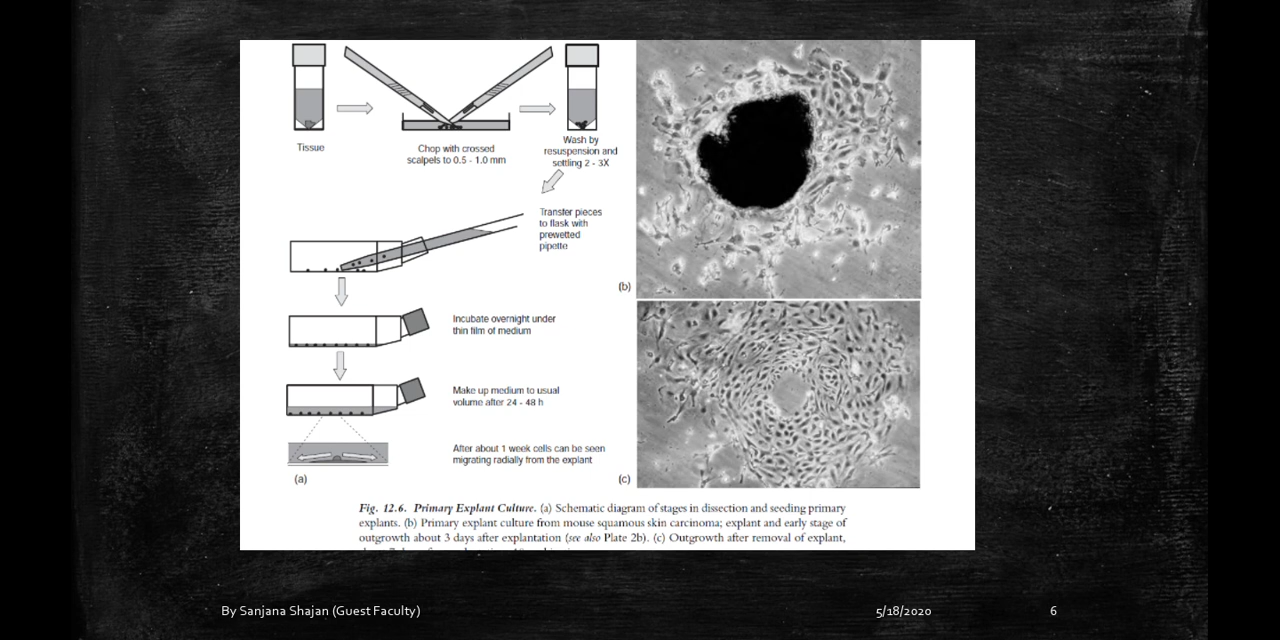 Tissue
Chop with crossed
scalpels to 0.5 - 1.0 mm
Wash by
resuspension and
settling 2 - 3X
Transfer pieces
to flask with
prewetted
pipette
(b)
Incubate overnight under
thin film of medium
Make up medium to usual
volume after 24 - 48 h
After about 1 week cells can be seen
migrating radially from the explant
(a)
(c)
Fig. 12.6. Primary Explant Culture. (a) Schematic diagram of stages in dissection and seeding primary
explants. (b) Primary explant culture from mouse squamous skin carcinoma; explant and early stage of
outgrowth about 3 days after explantation (see also Plate 2b). (c) Outgrowth after removal of explant,
By Sanjana Shajan (Guest Faculty)
5/18/2020
6